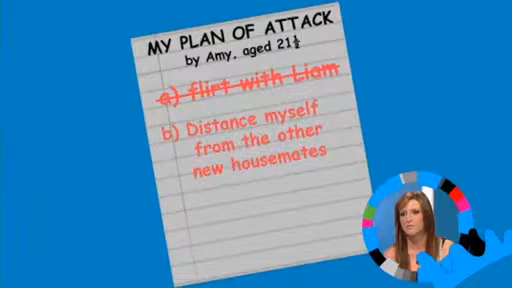 MY PLAN OF ATTACK
by Amy, aged 21½
a) flirt with Liam
b) Distance myself
from the other
new housemates